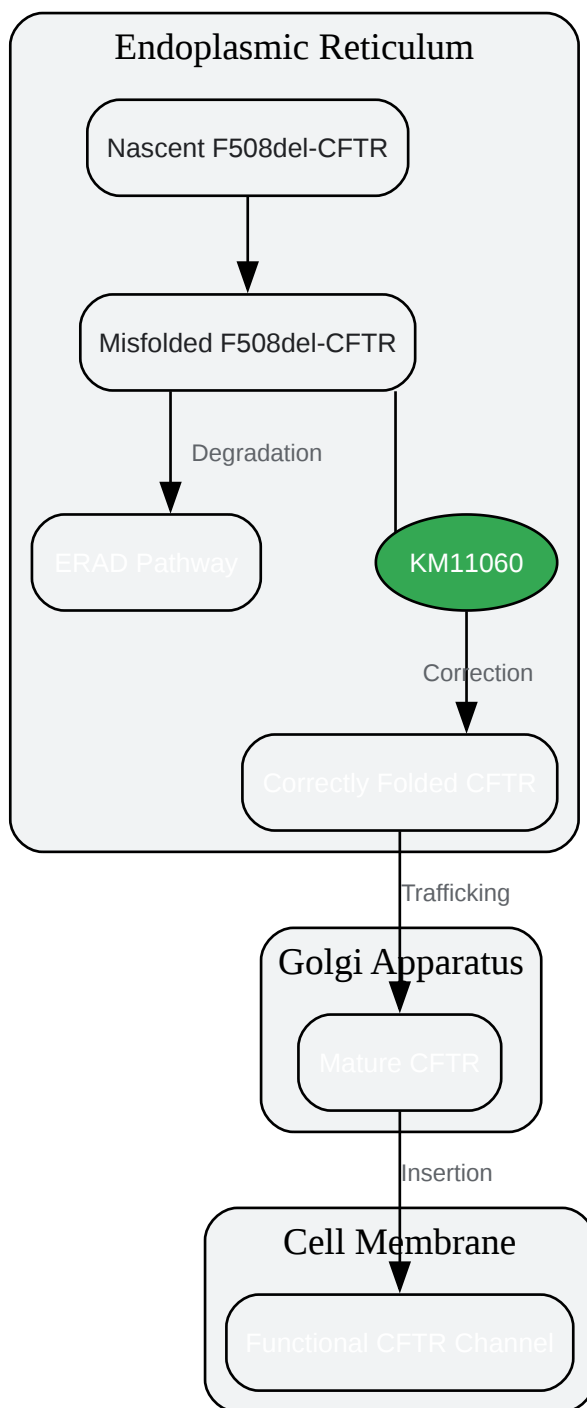 Endoplasmic Reticulum
Nascent F508del-CFTR
Misfolded F508del-CFTR
Degradation
ERAD Pathway
KM11060
Correction
Correctly Folded CFTR
Trafficking
Golgi Apparatus
Mature CFTR
Insertion
Cell Membrane
Functional CFTR Channel